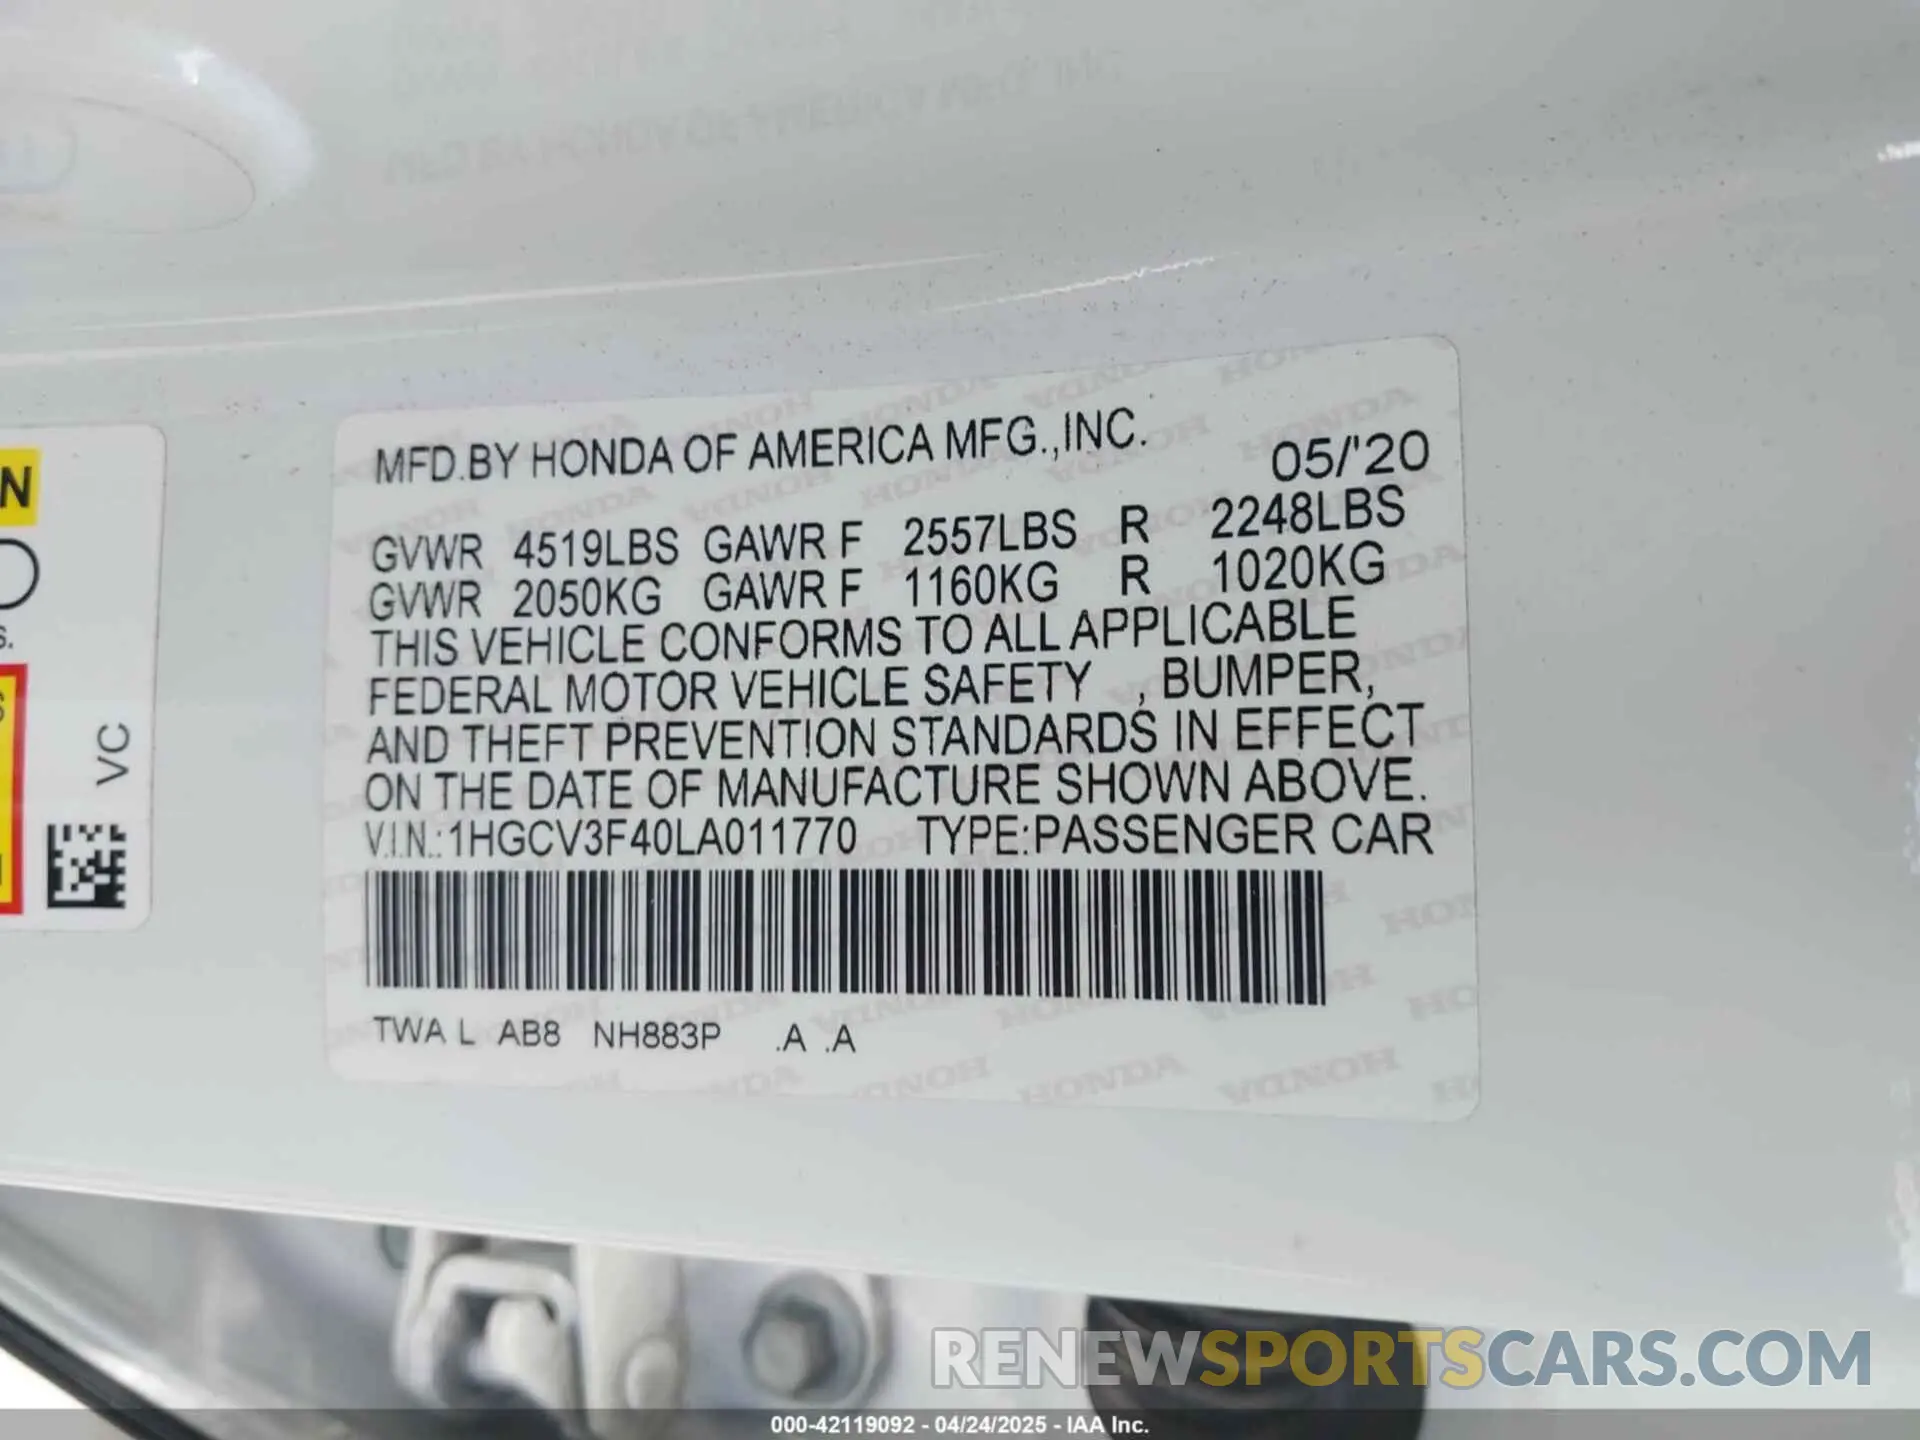 MFD.BY HONDA OF AMERICA MFG.,INC.
05/'20
GVWR 4519LBS GAWR F 2557LBS R 2248LBS
GVWR 2050KG GAWR F 1160KG R 1020KG
THIS VEHICLE CONFORMS TO ALL APPLICABLE
FEDERAL MOTOR VEHICLE SAFETY , BUMPER,
AND THEFT PREVENTION STANDARDS IN EFFECT
ON THE DATE OF MANUFACTURE SHOWN ABOVE.
V.I.N.:1HGCV3F40LA011770 TYPE:PASSENGER CAR
TWA L AB8 NH883P .A .A
VC
RENEWSPORTSCARS.COM
000-42119092 - 04/24/2025 - IAA Inc.